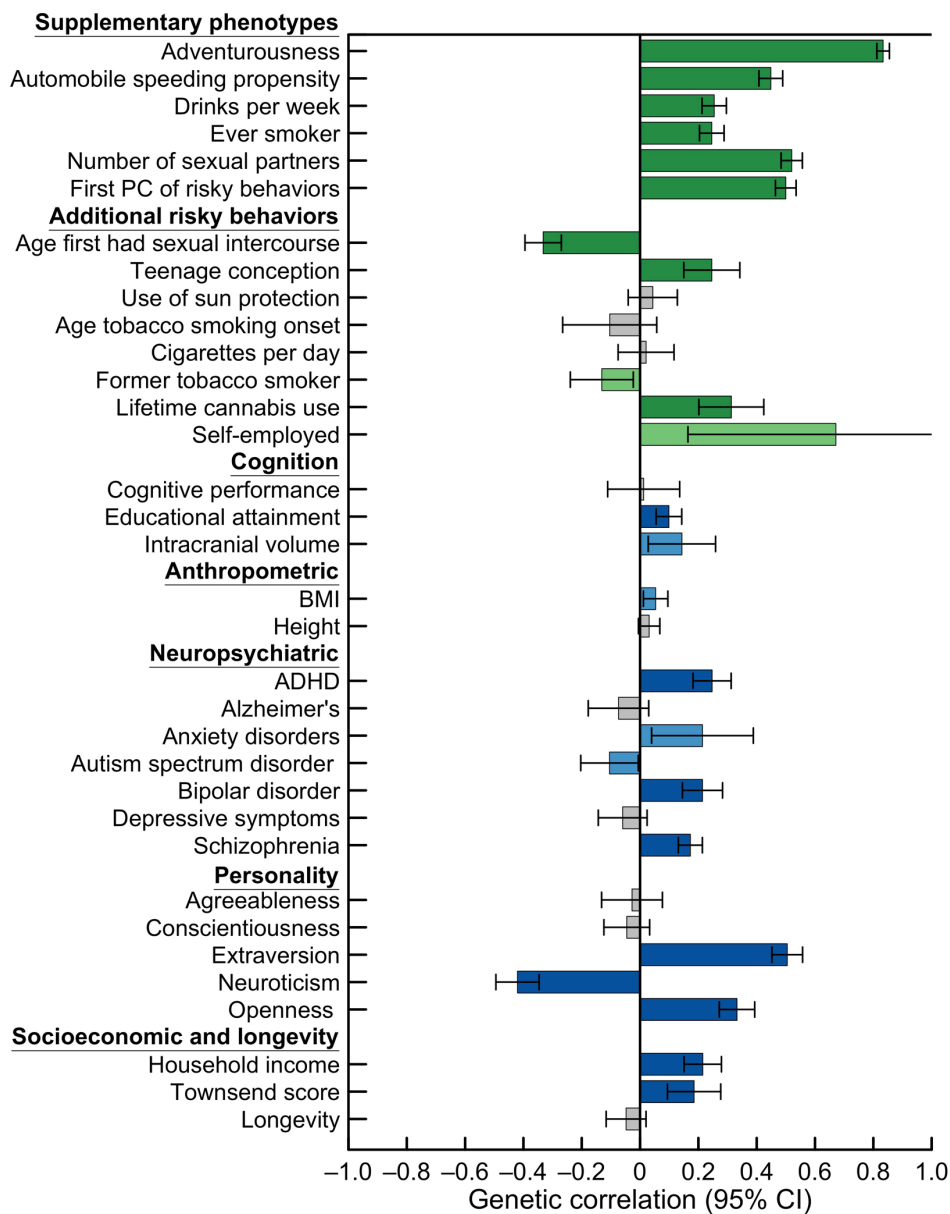 Supplementary phenotypes
Adventurousness
Automobile speeding propensity
Drinks per week
Ever smoker
Number of sexual partners
First PC of risky behaviors
Additional risky behaviors
Age first had sexual intercourse
Teenage conception
Use of sun protection
Age tobacco smoking onset
Cigarettes per day
Former tobacco smoker
Lifetime cannabis use
Self-employed
Cognition
Cognitive performance
Educational attainment
Intracranial volume
Anthropometric
BMI
Height
Neuropsychiatric
ADHD
Alzheimer's
Anxiety disorders
Autism spectrum disorder
Bipolar disorder
Depressive symptoms
Schizophrenia
Personality
Agreeableness
Conscientiousness
Extraversion
Neuroticism
Openness
Socioeconomic and longevity
Household income
Townsend score
Longevity
–1.0 –0.8 –0.6 –0.4 –0.2 0 0.2 0.4 0.6 0.8 1.0
Genetic correlation (95% CI)